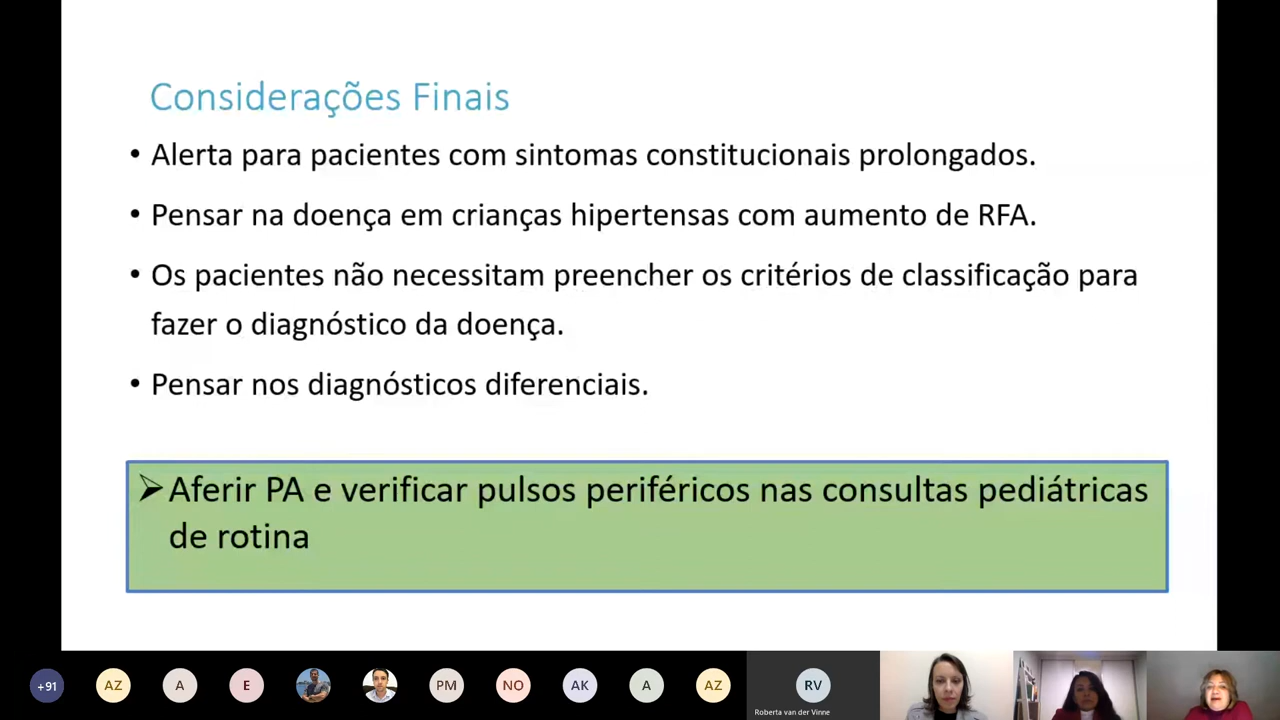 Considerações Finais
• Alerta para pacientes com sintomas constitucionais prolongados.
• Pensar na doença em crianças hipertensas com aumento de RFA.
• Os pacientes não necessitam preencher os critérios de classificação para
fazer o diagnóstico da doença.
• Pensar nos diagnósticos diferenciais.
➢Aferir PA e verificar pulsos periféricos nas consultas pediátricas
de rotina
+91 AZ A E PM NO AK A AZ RV
Roberta van der Vinne